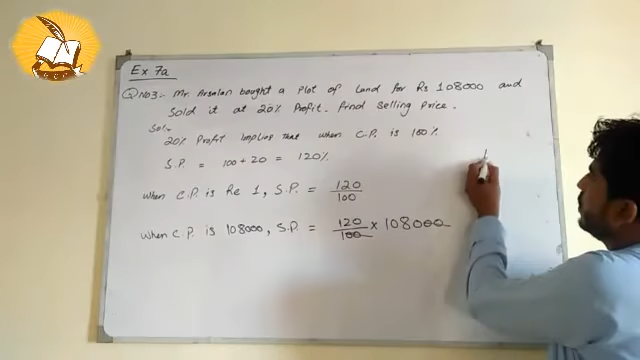 Ex 7a
Q No3:- Mr. Arsalan bought a Plot of Land for Rs 108000 and
Sold it at 20% Profit. find Selling Price.
Sol:-
20% Profit Implies that when C.P. is 100%
S.P. = 100 + 20 = 120%
when C.P. is Re 1, S.P. = 120/100
when C.P. is 108000, S.P. = 120/100 x 108000